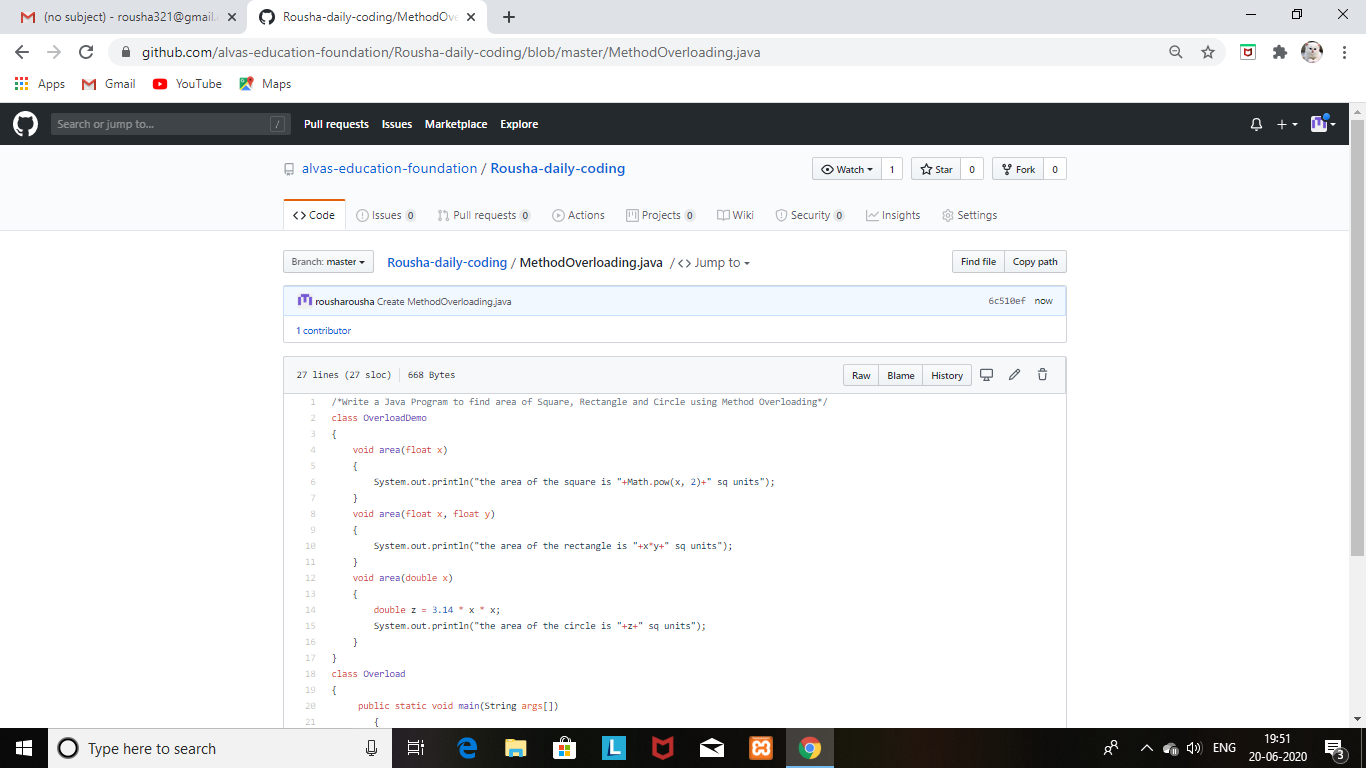 (no subject) - rousha321@gmail.
Rousha-daily-coding/MethodOve
github.com/alvas-education-foundation/Rousha-daily-coding/blob/master/MethodOverloading.java
Apps Gmail YouTube Maps
Search or jump to... / Pull requests Issues Marketplace Explore
alvas-education-foundation / Rousha-daily-coding Watch 1 Star 0 Fork 0
Code Issues 0 Pull requests 0 Actions Projects 0 Wiki Security 0 Insights Settings
Branch: master Rousha-daily-coding / MethodOverloading.java / <> Jump to Find file Copy path
rousharousha Create MethodOverloading.java 6c510ef now
1 contributor
27 lines (27 sloc) 668 Bytes Raw Blame History
1 /*Write a Java Program to find area of Square, Rectangle and Circle using Method Overloading*/
2 class OverloadDemo
3 {
4 void area(float x)
5 {
6 System.out.println("the area of the square is "+Math.pow(x, 2)+" sq units");
7 }
8 void area(float x, float y)
9 {
10 System.out.println("the area of the rectangle is "+x*y+" sq units");
11 }
12 void area(double x)
13 {
14 double z = 3.14 * x * x;
15 System.out.println("the area of the circle is "+z+" sq units");
16 }
17 }
18 class Overload
19 {
20 public static void main(String args[])
21 {
Type here to search ENG 19:51
20-06-2020 3